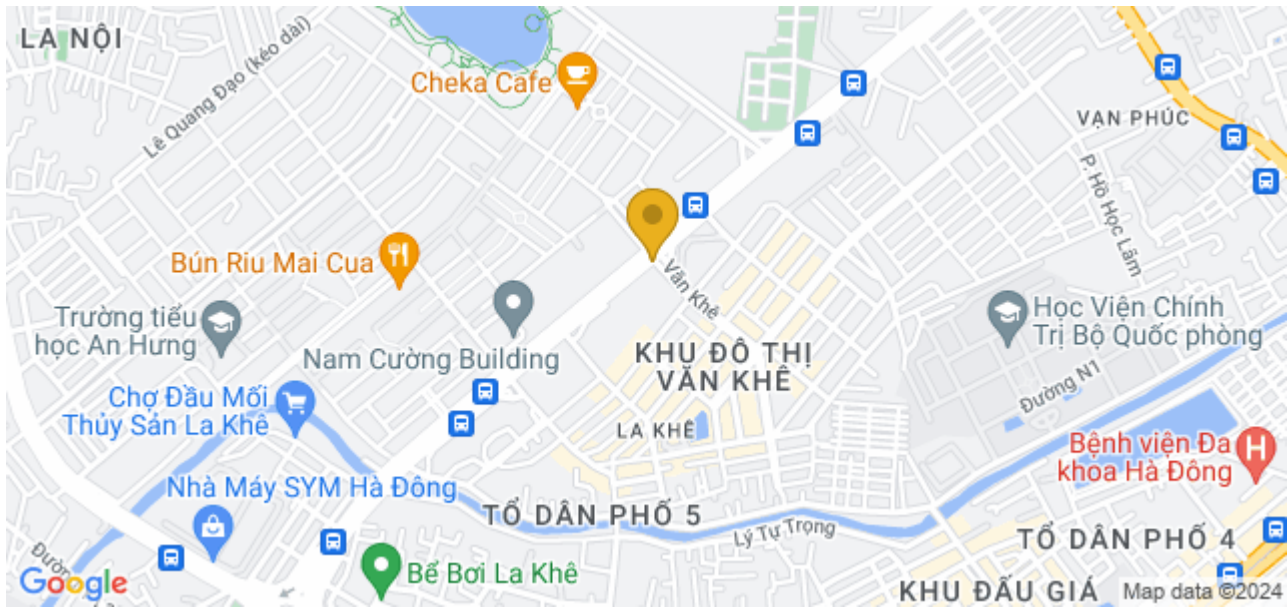 LA NỘI
Lê Quang Đạo (kéo dài)
Cheka Cafe
VẠN PHÚC
P. Hồ Học Lãm
Bún Riu Mai Cua
Văn Khê
Trường tiểu
học An Hưng
Nam Cường Building
Học Viện Chính
Trị Bộ Quốc phòng
KHU ĐÔ THỊ
VĂN KHÊ
Đường N1
Chợ Đầu Mối
Thủy Sản La Khê
LA KHÊ
Bệnh viện Đa
khoa Hà Đông
H
Nhà Máy SYM Hà Đông
TỔ DÂN PHỐ 5
Lý Tự Trọng
TỔ DÂN PHỐ 4
Bể Bơi La Khê
KHU ĐẤU GIÁ
Google
Map data ©2024